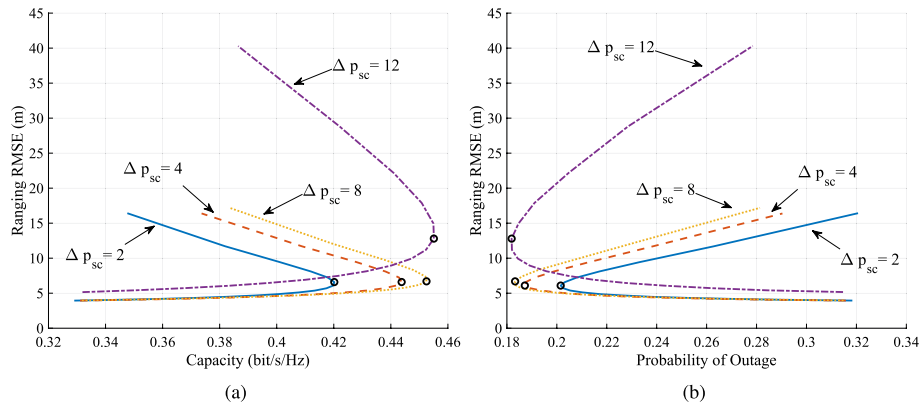 45
40
35
30
25
20
15
10
5
0
Ranging RMSE (m)
Δ p_sc= 12
Δ p_sc= 4
Δ p_sc= 8
Δ p_sc= 2
0.32 0.34 0.36 0.38 0.40 0.42 0.44 0.46
Capacity (bit/s/Hz)
(a)
45
40
35
30
25
20
15
10
5
0
Ranging RMSE (m)
Δ p_sc= 12
Δ p_sc= 8
Δ p_sc= 4
Δ p_sc= 2
0.18 0.2 0.22 0.24 0.26 0.28 0.30 0.32 0.34
Probability of Outage
(b)